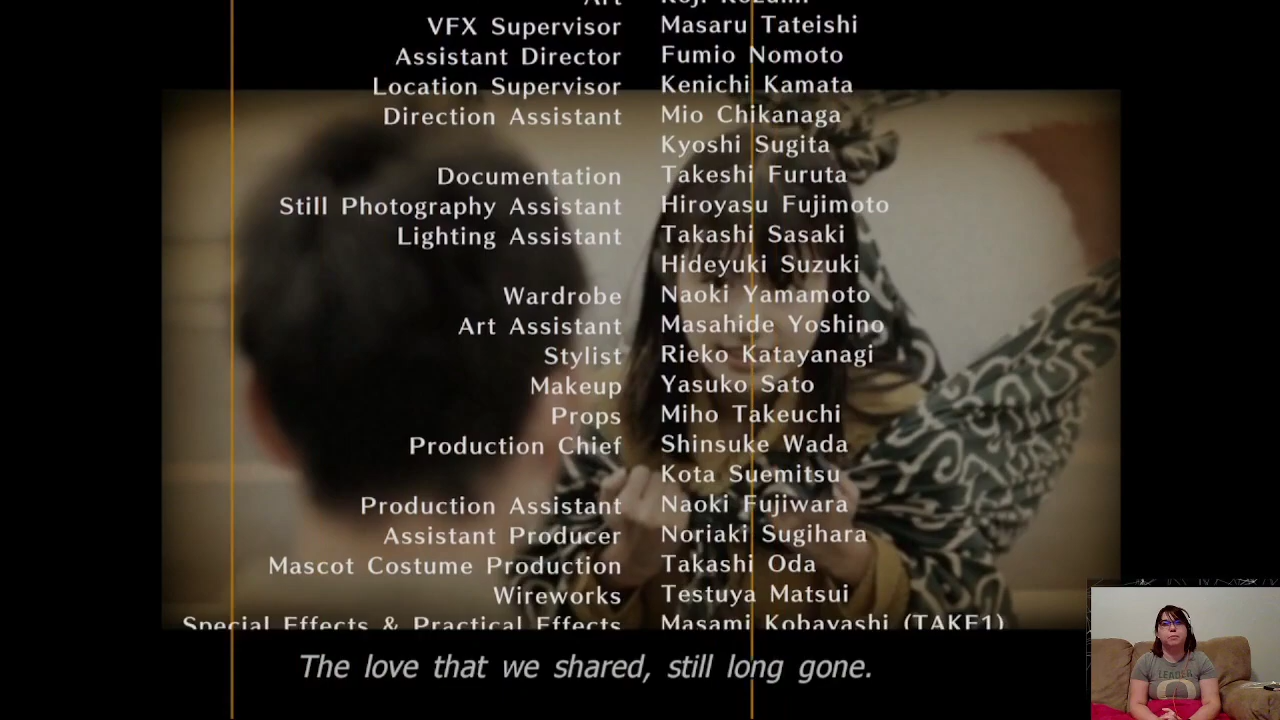 VFX Supervisor Masaru Tateishi
Assistant Director Fumio Nomoto
Location Supervisor Kenichi Kamata
Direction Assistant Mio Chikanaga
Kyoshi Sugita
Documentation Takeshi Furuta
Still Photography Assistant Hiroyasu Fujimoto
Lighting Assistant Takashi Sasaki
Hideyuki Suzuki
Wardrobe Naoki Yamamoto
Art Assistant Masahide Yoshino
Stylist Rieko Katayanagi
Makeup Yasuko Sato
Props Miho Takeuchi
Production Chief Shinsuke Wada
Kota Suemitsu
Production Assistant Naoki Fujiwara
Assistant Producer Noriaki Sugihara
Mascot Costume Production Takashi Oda
Wireworks Testuya Matsui
Special Effects & Practical Effects Masami Kobayashi (TAKE1)
The love that we shared, still long gone.
LEADER